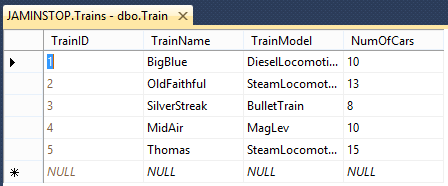 JAMINSTOP.Trains - dbo.Train
TrainID TrainName TrainModel NumOfCars
1 BigBlue DieselLocomoti... 10
2 OldFaithful SteamLocomot... 13
3 SilverStreak BulletTrain 8
4 MidAir MagLev 10
5 Thomas SteamLocomot... 15
NULL NULL NULL NULL